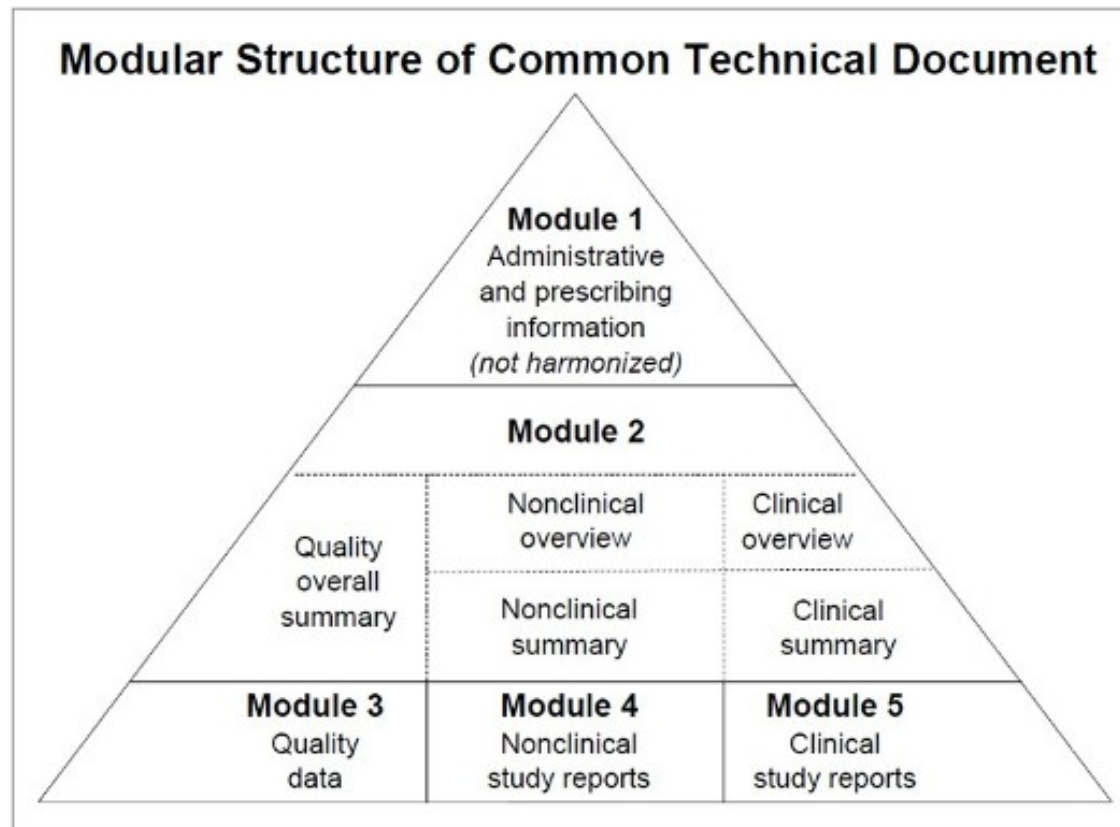 Modular Structure of Common Technical Document
Module 1
Administrative
and prescribing
information
(not harmonized)
Module 2
Quality
overall
summary
Nonclinical
overview
Clinical
overview
Nonclinical
summary
Clinical
summary
Module 3
Quality
data
Module 4
Nonclinical
study reports
Module 5
Clinical
study reports